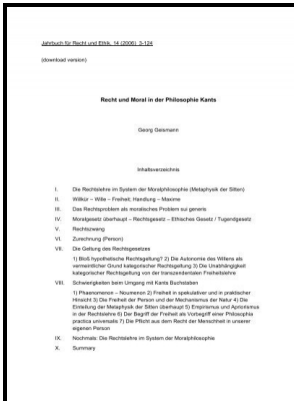 Jahrbuch für Recht und Ethik, 14 (2006) 3-124
(download version)
Recht und Moral in der Philosophie Kants
Georg Geismann
Inhaltsverzeichnis
I. Die Rechtslehre im System der Moralphilosophie (Metaphysik der Sitten)
II. Willkür – Wille – Freiheit; Handlung – Maxime
III. Das Rechtsproblem als moralisches Problem sui generis
IV. Moralgesetz überhaupt – Rechtsgesetz – Ethisches Gesetz / Tugendgesetz
V. Rechtszwang
VI. Zurechnung (Person)
VII. Die Geltung des Rechtsgesetzes
1) Bloß hypothetische Rechtsgeltung? 2) Die Autonomie des Willens als
vermeintlicher Grund kategorischer Rechtsgeltung 3) Die Unabhängigkeit
kategorischer Rechtsgeltung von der transzendentalen Freiheitslehre
VIII. Schwierigkeiten beim Umgang mit Kants Buchstaben
1) Phaenomenon – Noumenon 2) Freiheit in spekulativer und in praktischer
Hinsicht 3) Die Freiheit der Person und der Mechanismus der Natur 4) Die
Einteilung der Metaphysik der Sitten überhaupt 5) Empirismus und Apriorismus
in der Rechtslehre 6) Der Begriff der Freiheit als Vorbegriff einer Philosophia
practica universalis 7) Die Pflicht aus dem Recht der Menschheit in unserer
eigenen Person
IX. Nochmals: Die Rechtslehre im System der Moralphilosophie
X. Summary